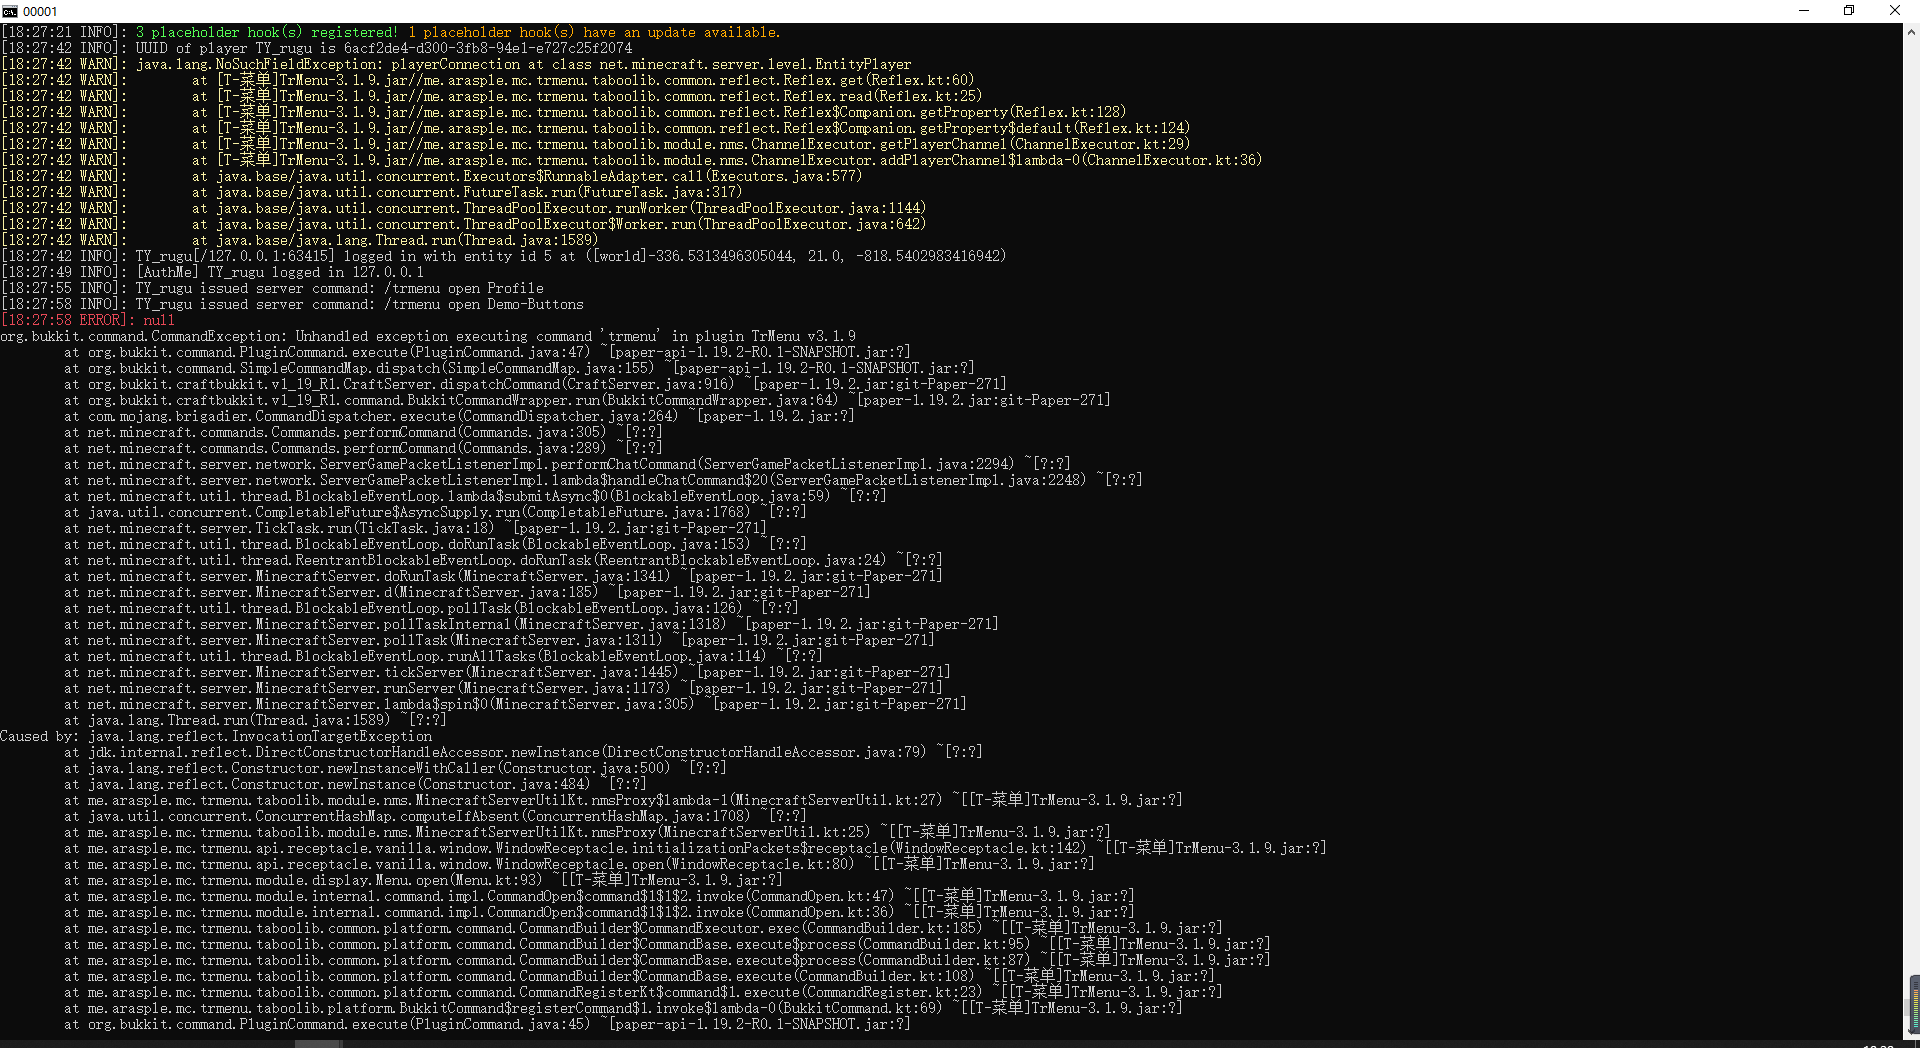 00001
[18:27:21 INFO]: 3 placeholder hook(s) registered! 1 placeholder hook(s) have an update available.
[18:27:42 INFO]: UUID of player TY_rugu is 6acf2de4-d300-3fb8-94e1-e727c25f2074
[18:27:42 WARN]: java.lang.NoSuchFieldException: playerConnection at class net.minecraft.server.level.EntityPlayer
[18:27:42 WARN]: at [T-菜单]TrMenu-3.1.9.jar//me.arasple.mc.trmenu.taboolib.common.reflect.Reflex.get(Reflex.kt:60)
[18:27:42 WARN]: at [T-菜单]TrMenu-3.1.9.jar//me.arasple.mc.trmenu.taboolib.common.reflect.Reflex.read(Reflex.kt:25)
[18:27:42 WARN]: at [T-菜单]TrMenu-3.1.9.jar//me.arasple.mc.trmenu.taboolib.common.reflect.Reflex$Companion.getProperty(Reflex.kt:128)
[18:27:42 WARN]: at [T-菜单]TrMenu-3.1.9.jar//me.arasple.mc.trmenu.taboolib.common.reflect.Reflex$Companion.getProperty$default(Reflex.kt:124)
[18:27:42 WARN]: at [T-菜单]TrMenu-3.1.9.jar//me.arasple.mc.trmenu.taboolib.module.nms.ChannelExecutor.getPlayerChannel(ChannelExecutor.kt:29)
[18:27:42 WARN]: at [T-菜单]TrMenu-3.1.9.jar//me.arasple.mc.trmenu.taboolib.module.nms.ChannelExecutor.addPlayerChannel$lambda-0(ChannelExecutor.kt:36)
[18:27:42 WARN]: at java.base/java.util.concurrent.Executors$RunnableAdapter.call(Executors.java:577)
[18:27:42 WARN]: at java.base/java.util.concurrent.FutureTask.run(FutureTask.java:317)
[18:27:42 WARN]: at java.base/java.util.concurrent.ThreadPoolExecutor.runWorker(ThreadPoolExecutor.java:1144)
[18:27:42 WARN]: at java.base/java.util.concurrent.ThreadPoolExecutor$Worker.run(ThreadPoolExecutor.java:642)
[18:27:42 WARN]: at java.base/java.lang.Thread.run(Thread.java:1589)
[18:27:42 INFO]: TY_rugu[/127.0.0.1:63415] logged in with entity id 5 at ([world]-336.5313496305044, 21.0, -818.5402983416942)
[18:27:49 INFO]: [AuthMe] TY_rugu logged in 127.0.0.1
[18:27:55 INFO]: TY_rugu issued server command: /trmenu open Profile
[18:27:58 INFO]: TY_rugu issued server command: /trmenu open Demo-Buttons
[18:27:58 ERROR]: null
org.bukkit.command.CommandException: Unhandled exception executing command 'trmenu' in plugin TrMenu v3.1.9
at org.bukkit.command.PluginCommand.execute(PluginCommand.java:47) ~[paper-api-1.19.2-R0.1-SNAPSHOT.jar:?]
at org.bukkit.command.SimpleCommandMap.dispatch(SimpleCommandMap.java:155) ~[paper-api-1.19.2-R0.1-SNAPSHOT.jar:?]
at org.bukkit.craftbukkit.v1_19_R1.CraftServer.dispatchCommand(CraftServer.java:916) ~[paper-1.19.2.jar:git-Paper-271]
at org.bukkit.craftbukkit.v1_19_R1.command.BukkitCommandWrapper.run(BukkitCommandWrapper.java:64) ~[paper-1.19.2.jar:git-Paper-271]
at com.mojang.brigadier.CommandDispatcher.execute(CommandDispatcher.java:264) ~[paper-1.19.2.jar:?]
at net.minecraft.commands.Commands.performCommand(Commands.java:305) ~[?:?]
at net.minecraft.commands.Commands.performCommand(Commands.java:289) ~[?:?]
at net.minecraft.server.network.ServerGamePacketListenerImpl.performChatCommand(ServerGamePacketListenerImpl.java:2294) ~[?:?]
at net.minecraft.server.network.ServerGamePacketListenerImpl.lambda$handleChatCommand$20(ServerGamePacketListenerImpl.java:2248) ~[?:?]
at net.minecraft.util.thread.BlockableEventLoop.lambda$submitAsync$0(BlockableEventLoop.java:59) ~[?:?]
at java.util.concurrent.CompletableFuture$AsyncSupply.run(CompletableFuture.java:1768) ~[?:?]
at net.minecraft.server.TickTask.run(TickTask.java:18) ~[paper-1.19.2.jar:git-Paper-271]
at net.minecraft.util.thread.BlockableEventLoop.doRunTask(BlockableEventLoop.java:153) ~[?:?]
at net.minecraft.util.thread.ReentrantBlockableEventLoop.doRunTask(ReentrantBlockableEventLoop.java:24) ~[?:?]
at net.minecraft.server.MinecraftServer.doRunTask(MinecraftServer.java:1341) ~[paper-1.19.2.jar:git-Paper-271]
at net.minecraft.server.MinecraftServer.d(MinecraftServer.java:185) ~[paper-1.19.2.jar:git-Paper-271]
at net.minecraft.util.thread.BlockableEventLoop.pollTask(BlockableEventLoop.java:126) ~[?:?]
at net.minecraft.server.MinecraftServer.pollTaskInternal(MinecraftServer.java:1318) ~[paper-1.19.2.jar:git-Paper-271]
at net.minecraft.server.MinecraftServer.pollTask(MinecraftServer.java:1311) ~[paper-1.19.2.jar:git-Paper-271]
at net.minecraft.util.thread.BlockableEventLoop.runAllTasks(BlockableEventLoop.java:114) ~[?:?]
at net.minecraft.server.MinecraftServer.tickServer(MinecraftServer.java:1445) ~[paper-1.19.2.jar:git-Paper-271]
at net.minecraft.server.MinecraftServer.runServer(MinecraftServer.java:1173) ~[paper-1.19.2.jar:git-Paper-271]
at net.minecraft.server.MinecraftServer.lambda$spin$0(MinecraftServer.java:305) ~[paper-1.19.2.jar:git-Paper-271]
at java.lang.Thread.run(Thread.java:1589) ~[?:?]
Caused by: java.lang.reflect.InvocationTargetException
at jdk.internal.reflect.DirectConstructorHandleAccessor.newInstance(DirectConstructorHandleAccessor.java:79) ~[?:?]
at java.lang.reflect.Constructor.newInstanceWithCaller(Constructor.java:500) ~[?:?]
at java.lang.reflect.Constructor.newInstance(Constructor.java:484) ~[?:?]
at me.arasple.mc.trmenu.taboolib.module.nms.MinecraftServerUtilKt.nmsProxy$lambda-1(MinecraftServerUtil.kt:27) ~[[T-菜单]TrMenu-3.1.9.jar:?]
at java.util.concurrent.ConcurrentHashMap.computeIfAbsent(ConcurrentHashMap.java:1708) ~[?:?]
at me.arasple.mc.trmenu.taboolib.module.nms.MinecraftServerUtilKt.nmsProxy(MinecraftServerUtil.kt:25) ~[[T-菜单]TrMenu-3.1.9.jar:?]
at me.arasple.mc.trmenu.api.receptacle.vanilla.window.WindowReceptacle.initializationPackets$receptacle(WindowReceptacle.kt:142) ~[[T-菜单]TrMenu-3.1.9.jar:?]
at me.arasple.mc.trmenu.api.receptacle.vanilla.window.WindowReceptacle.open(WindowReceptacle.kt:80) ~[[T-菜单]TrMenu-3.1.9.jar:?]
at me.arasple.mc.trmenu.module.display.Menu.open(Menu.kt:93) ~[[T-菜单]TrMenu-3.1.9.jar:?]
at me.arasple.mc.trmenu.module.internal.command.impl.CommandOpen$command$1$1$2.invoke(CommandOpen.kt:47) ~[[T-菜单]TrMenu-3.1.9.jar:?]
at me.arasple.mc.trmenu.module.internal.command.impl.CommandOpen$command$1$1$2.invoke(CommandOpen.kt:36) ~[[T-菜单]TrMenu-3.1.9.jar:?]
at me.arasple.mc.trmenu.taboolib.common.platform.command.CommandBuilder$CommandExecutor.exec(CommandBuilder.kt:185) ~[[T-菜单]TrMenu-3.1.9.jar:?]
at me.arasple.mc.trmenu.taboolib.common.platform.command.CommandBuilder$CommandBase.execute$process(CommandBuilder.kt:95) ~[[T-菜单]TrMenu-3.1.9.jar:?]
at me.arasple.mc.trmenu.taboolib.common.platform.command.CommandBuilder$CommandBase.execute$process(CommandBuilder.kt:87) ~[[T-菜单]TrMenu-3.1.9.jar:?]
at me.arasple.mc.trmenu.taboolib.common.platform.command.CommandBuilder$CommandBase.execute(CommandBuilder.kt:108) ~[[T-菜单]TrMenu-3.1.9.jar:?]
at me.arasple.mc.trmenu.taboolib.common.platform.command.CommandRegisterKt$command$1.execute(CommandRegister.kt:23) ~[[T-菜单]TrMenu-3.1.9.jar:?]
at me.arasple.mc.trmenu.taboolib.platform.BukkitCommand$registerCommand$1.invoke$lambda-0(BukkitCommand.kt:69) ~[[T-菜单]TrMenu-3.1.9.jar:?]
at org.bukkit.command.PluginCommand.execute(PluginCommand.java:45) ~[paper-api-1.19.2-R0.1-SNAPSHOT.jar:?]